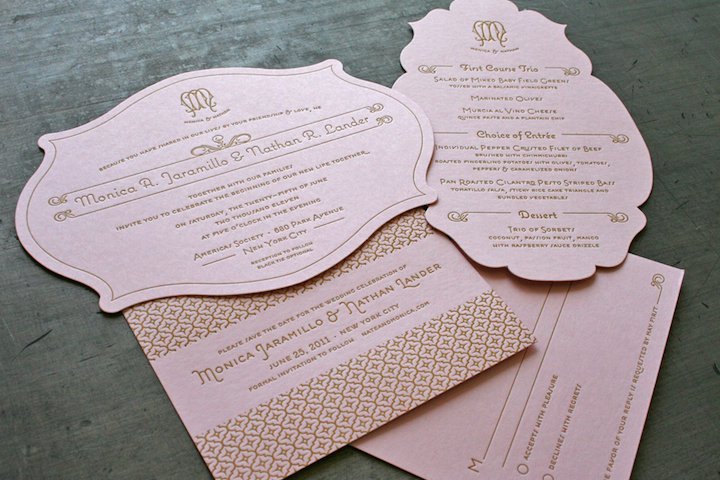 MONICA & NATHAN
BECAUSE YOU HAVE SHARED IN OUR LIVES BY YOUR FRIENDSHIP & LOVE, WE
Monica R. Jaramillo & Nathan R. Lander
TOGETHER WITH OUR FAMILIES
INVITE YOU TO CELEBRATE THE BEGINNING OF OUR NEW LIFE TOGETHER.
ON SATURDAY, THE TWENTY-FIFTH OF JUNE
TWO THOUSAND ELEVEN
AT FIVE O'CLOCK IN THE EVENING
AMERICAS SOCIETY · 680 PARK AVENUE
NEW YORK CITY
RECEPTION TO FOLLOW
BLACK TIE OPTIONAL
MONICA & NATHAN
First Course Trio
SALAD OF MIXED BABY FIELD GREENS
TOSSED WITH A BALSAMIC VINAIGRETTE
MARINATED OLIVES
MURCIA AL VINO CHEESE
QUINCE PASTE AND A PLANTAIN CHIP
Choice of Entrée
INDIVIDUAL PEPPER CRUSTED FILET OF BEEF
BRUSHED WITH CHIMMICHURRI
ROASTED FINGERLING POTATOES WITH OLIVES, TOMATOES,
PEPPERS & CARAMELIZED ONIONS
PAN ROASTED CILANTRO PESTO STRIPED BASS
TOMATILLO SALSA, STICKY RICE CAKE TRIANGLE AND
BUNDLED VEGETABLES
Dessert
TRIO OF SORBETS
COCONUT, PASSION FRUIT, MANGO
WITH RASPBERRY SAUCE DRIZZLE
PLEASE SAVE THE DATE FOR THE WEDDING CELEBRATION OF
MONICA JARAMILLO & NATHAN LANDER
JUNE 25, 2011 · NEW YORK CITY
FORMAL INVITATION TO FOLLOW NATEANDMONICA.COM
M
ACCEPTS WITH PLEASURE
DECLINES WITH REGRETS
THE FAVOR OF YOUR REPLY IS REQUESTED BY MAY FIRST